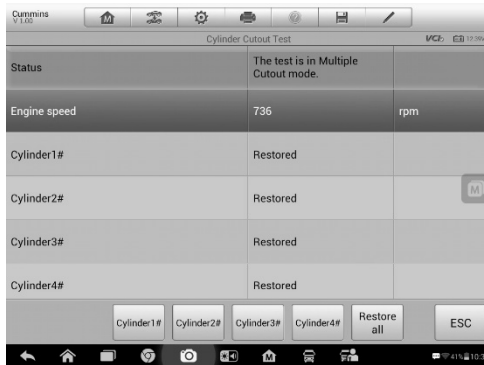 Cummins
V 1.00
Cylinder Cutout Test
VCI
Status
The test is in Multiple
Cutout mode.
Engine speed
736
rpm
Cylinder1#
Restored
Cylinder2#
Restored
Cylinder3#
Restored
Cylinder4#
Restored
M
Cylinder1#
Cylinder2#
Cylinder3#
Cylinder4#
Restore
all
ESC
41%